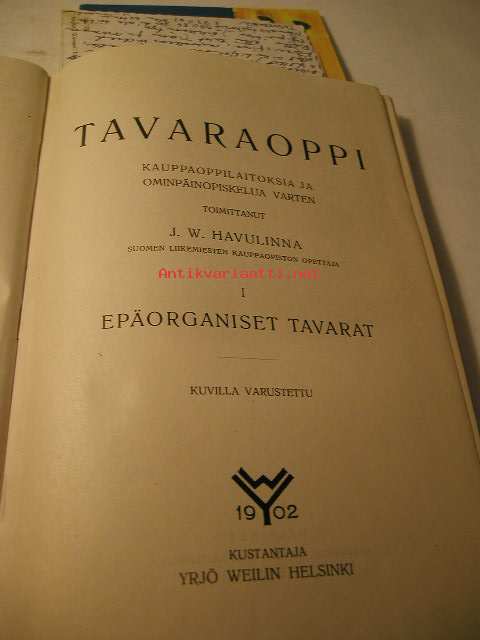 TAVARAOPPI
KAUPPAOPPILAITOKSIA JA
OMINPÄINOPISKELUA VARTEN
TOIMITTANUT
J. W. HAVULINNA
SUOMEN LIIKEMIESTEN KAUPPAOPISTON OPETTAJA
Antikvariaatti.net
I
EPÄORGANISET TAVARAT
KUVILLA VARUSTETTU
19 02
KUSTANTAJA
YRJÖ WEILIN HELSINKI